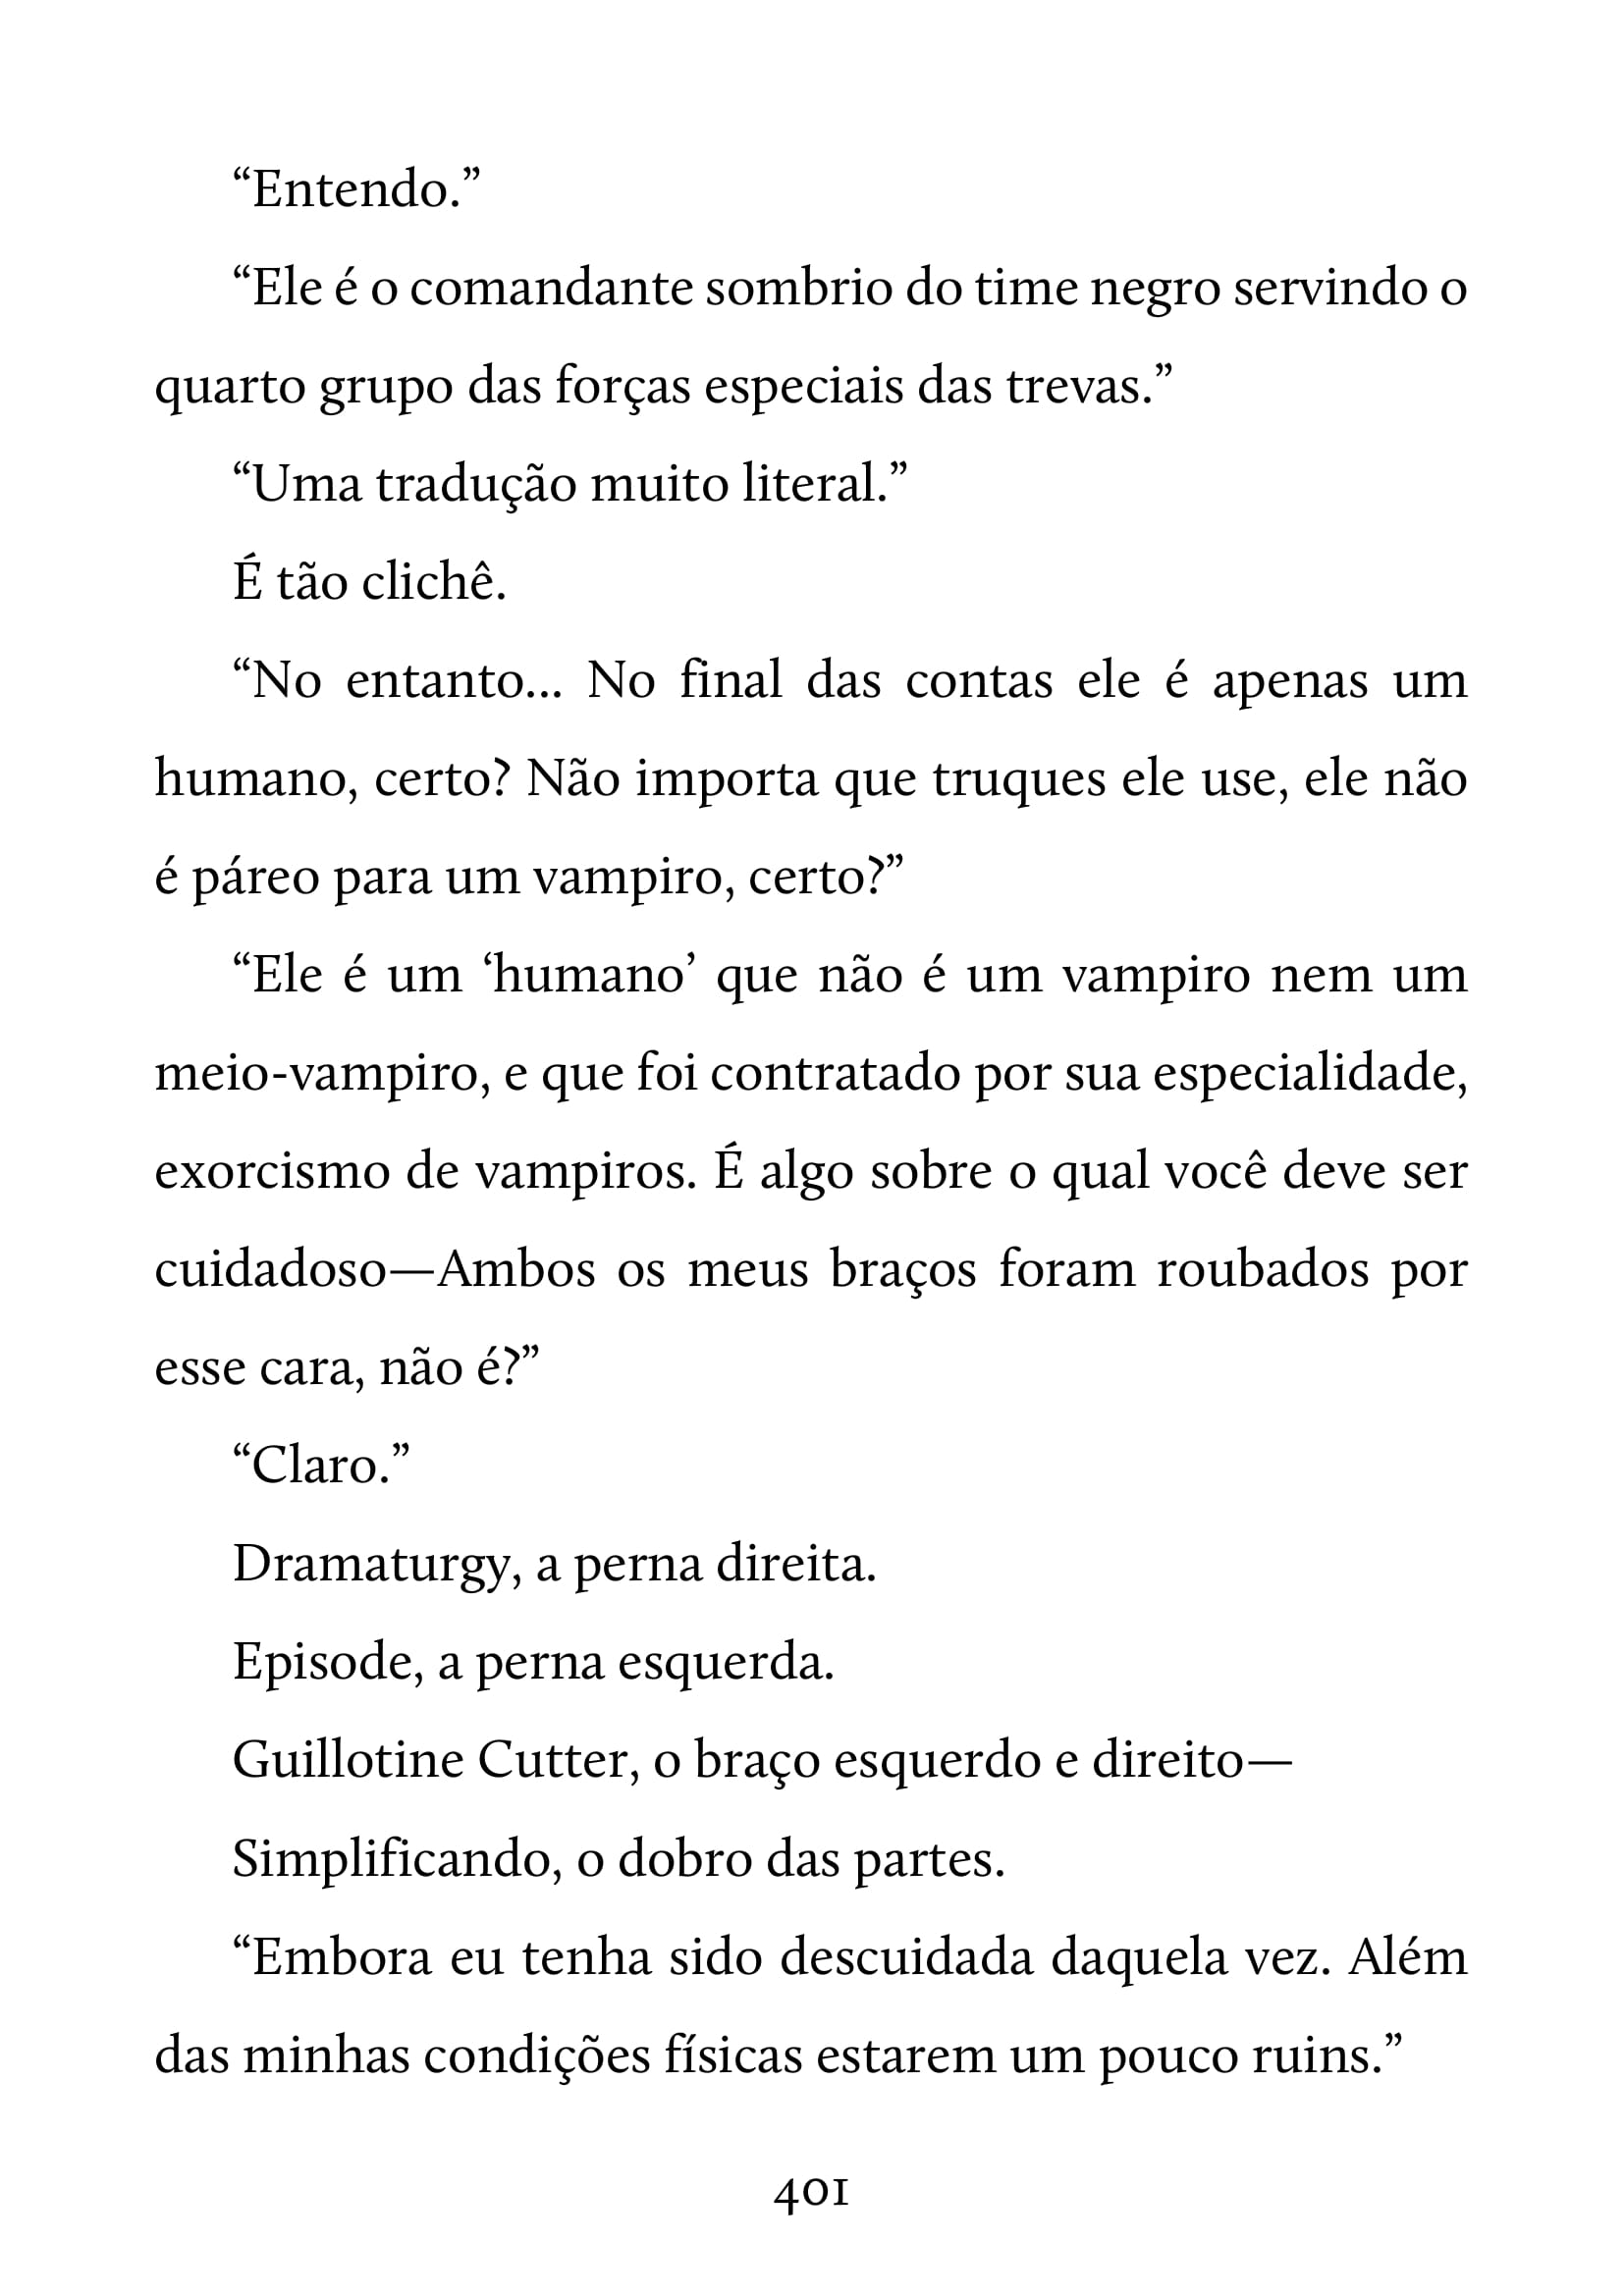 “Entendo.”
“Ele é o comandante sombrio do time negro servindo o
quarto grupo das forças especiais das trevas.”
“Uma tradução muito literal.”
É tão clichê.
“No entanto... No final das contas ele é apenas um
humano, certo? Não importa que truques ele use, ele não
é páreo para um vampiro, certo?”
“Ele é um ‘humano’ que não é um vampiro nem um
meio-vampiro, e que foi contratado por sua especialidade,
exorcismo de vampiros. É algo sobre o qual você deve ser
cuidadoso—Ambos os meus braços foram roubados por
esse cara, não é?”
“Claro.”
Dramaturgy, a perna direita.
Episode, a perna esquerda.
Guillotine Cutter, o braço esquerdo e direito—
Simplificando, o dobro das partes.
“Embora eu tenha sido descuidada daquela vez. Além
das minhas condições físicas estarem um pouco ruins.”
401